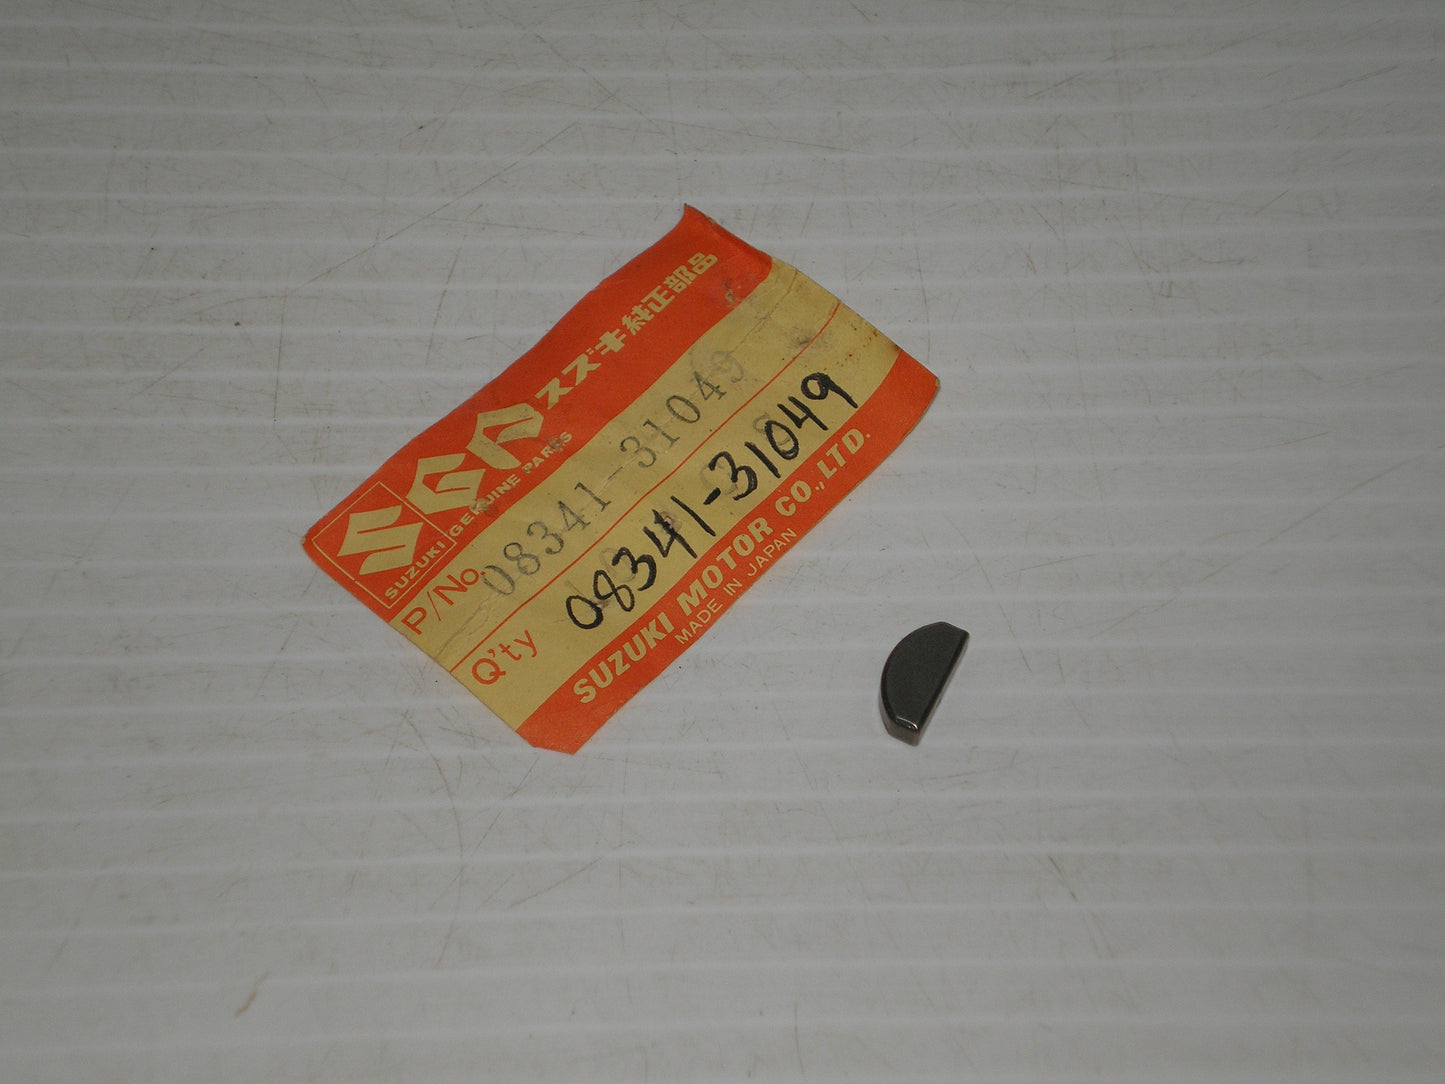 スズキ純正部品
SGP
SUZUKI GENUINE PARTS
P/No. 08341-31049
Q'ty 08341-31049
SUZUKI MOTOR CO.,LTD.
MADE IN JAPAN